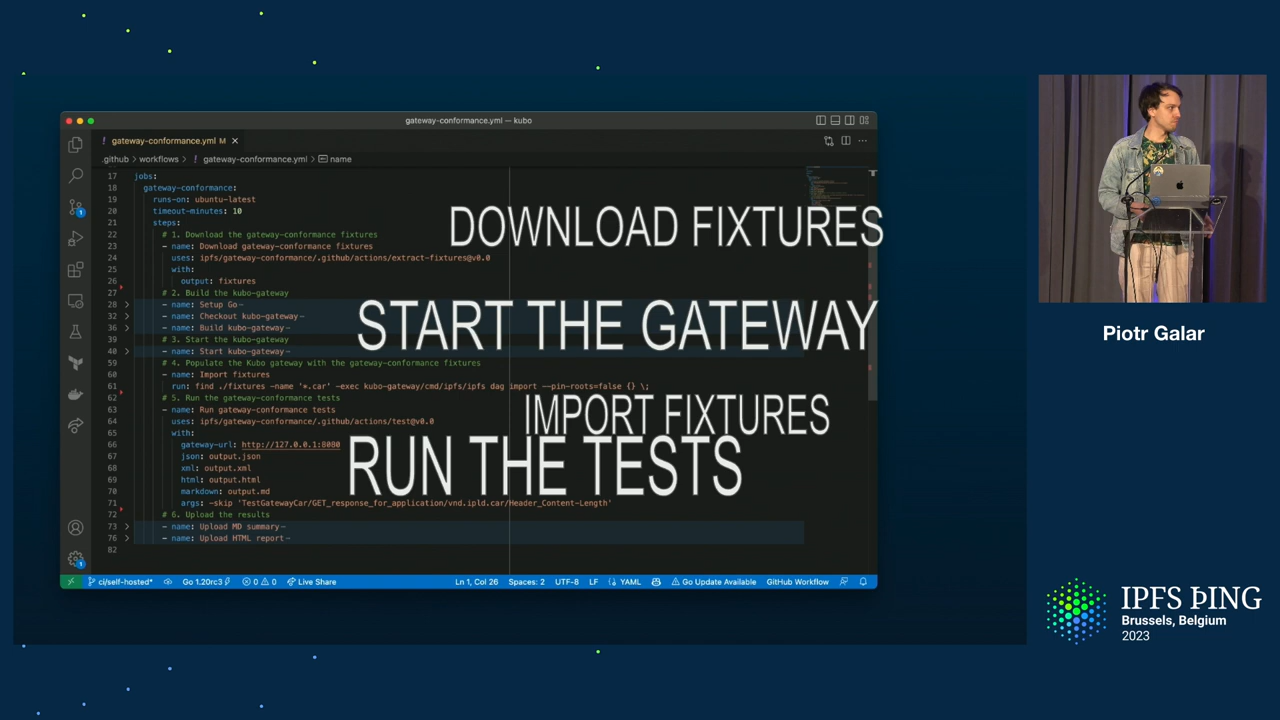 gateway-conformance.yml — kubo
! gateway-conformance.yml M ×
.github > workflows > ! gateway-conformance.yml > name
17 jobs:
18 gateway-conformance:
19 runs-on: ubuntu-latest
20 timeout-minutes: 10
21 steps:
22 # 1. Download the gateway-conformance fixtures
23 - name: Download gateway-conformance fixtures
24 uses: ipfs/gateway-conformance/.github/actions/extract-fixtures@v0.0
25 with:
26 output: fixtures
27 # 2. Build the kubo-gateway
28 - name: Setup Go
32 - name: Checkout kubo-gateway
36 - name: Build kubo-gateway
39 # 3. Start the kubo-gateway
40 - name: Start kubo-gateway
59 # 4. Populate the Kubo gateway with the gateway fixtures
60 - name: Import fixtures
61 run: find ./fixtures -name '*.car' -exec kubo-gateway/cmd/ipfs/ipfs dag import --pin-roots=false {} \;
62 # 5. Run the gateway-conformance tests
63 - name: Run gateway-conformance tests
64 uses: ipfs/gateway-conformance/.github/actions/test@v0.0
65 with:
66 gateway-url: http://127.0.0.1:8080
67 json: output.json
68 xml: output.xml
69 html: output.html
70 markdown: output.md
71 args: -skip 'TestGatewayCar/GET_response_for_application/vnd.ipld.car/Header_Content-Length'
72 # 6. Upload the results
73 - name: Upload MD summary
76 - name: Upload HTML report
82
DOWNLOAD FIXTURES
START THE GATEWAY
IMPORT FIXTURES
RUN THE TESTS
1
1
ci/self-hosted* Go 1.20rc3 0 0 Live Share Ln 1, Col 26 Spaces: 2 UTF-8 LF YAML Go Update Available GitHub Workflow
Piotr Galar
IPFS ÞING
Brussels, Belgium
2023